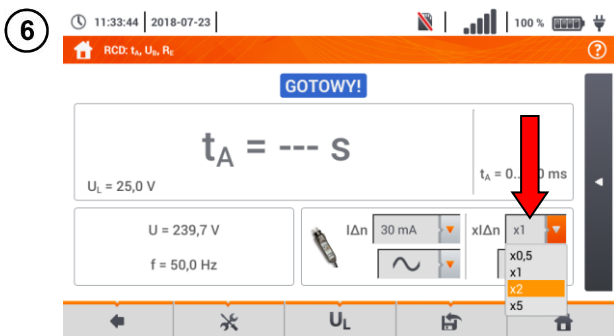 6
11:33:44 2018-07-23 100 %
RCD: tA, UB, RE ?
GOTOWY!
tA = --- s
UL = 25,0 V
U = 239,7 V
f = 50,0 Hz
IΔn 30 mA xIΔn x1
x0,5
x1
x2
x5
UL